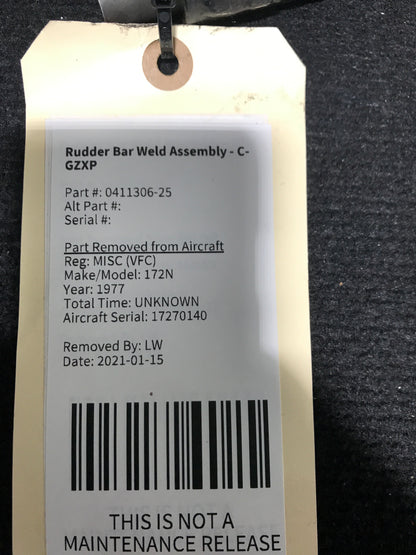 Rudder Bar Weld Assembly - C-
GZXP
Part #: 0411306-25
Alt Part #:
Serial #:
Part Removed from Aircraft
Reg: MISC (VFC)
Make/Model: 172N
Year: 1977
Total Time: UNKNOWN
Aircraft Serial: 17270140
Removed By: LW
Date: 2021-01-15
THIS IS NOT A
MAINTENANCE RELEASE